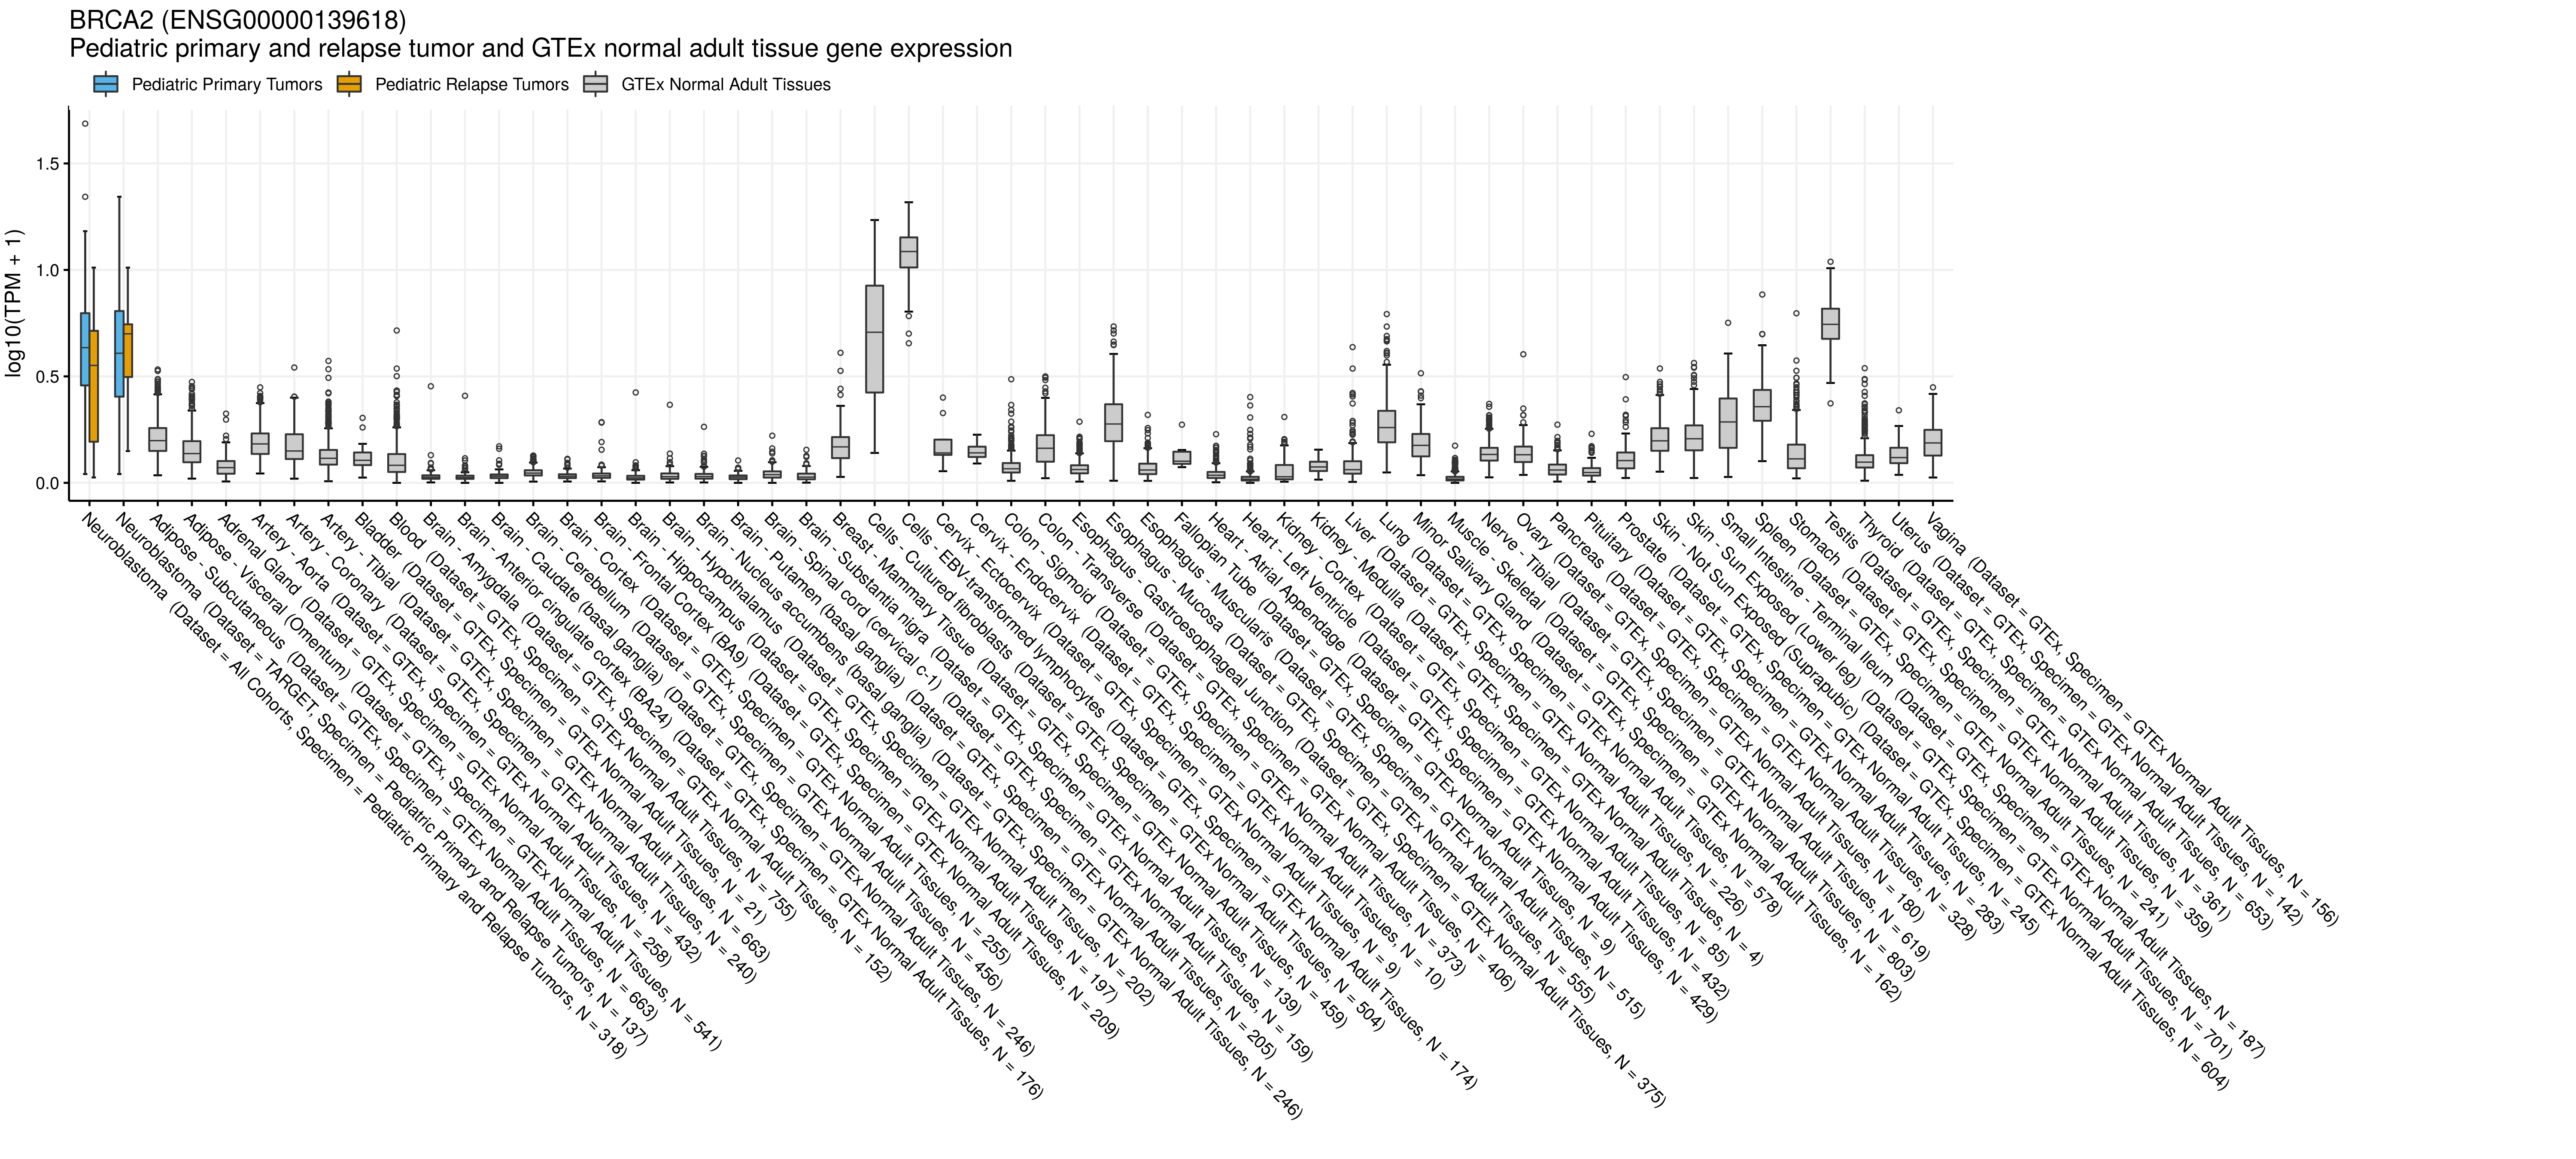 BRCA2 (ENSG00000139618)
Pediatric primary and relapse tumor and GTEx normal adult tissue gene expression
Pediatric Primary Tumors
Pediatric Relapse Tumors
GTEx Normal Adult Tissues
log10(TPM + 1)
1.5
1.0
0.5
0.0
Neuroblastoma (Dataset = All Cohorts, Specimen = Pediatric Primary and Relapse Tumors, N = 318)
Neuroblastoma (Dataset = TARGET, Specimen = Pediatric Primary and Relapse Tumors, N = 137)
Adipose - Subcutaneous (Dataset = GTEx, Specimen = GTEx Normal Adult Tissues, N = 663)
Adipose - Visceral (Omentum) (Dataset = GTEx, Specimen = GTEx Normal Adult Tissues, N = 541)
Adrenal Gland (Dataset = GTEx, Specimen = GTEx Normal Adult Tissues, N = 258)
Artery - Aorta (Dataset = GTEx, Specimen = GTEx Normal Adult Tissues, N = 432)
Artery - Coronary (Dataset = GTEx, Specimen = GTEx Normal Adult Tissues, N = 240)
Artery - Tibial (Dataset = GTEx, Specimen = GTEx Normal Adult Tissues, N = 663)
Bladder (Dataset = GTEx, Specimen = GTEx Normal Adult Tissues, N = 21)
Blood (Dataset = GTEx, Specimen = GTEx Normal Adult Tissues, N = 755)
Brain - Amygdala (Dataset = GTEx, Specimen = GTEx Normal Adult Tissues, N = 152)
Brain - Anterior cingulate cortex (BA24) (Dataset = GTEx, Specimen = GTEx Normal Adult Tissues, N = 176)
Brain - Caudate (basal ganglia) (Dataset = GTEx, Specimen = GTEx Normal Adult Tissues, N = 246)
Brain - Cerebellum (Dataset = GTEx, Specimen = GTEx Normal Adult Tissues, N = 456)
Brain - Cortex (Dataset = GTEx, Specimen = GTEx Normal Adult Tissues, N = 255)
Brain - Frontal Cortex (BA9) (Dataset = GTEx, Specimen = GTEx Normal Adult Tissues, N = 209)
Brain - Hippocampus (Dataset = GTEx, Specimen = GTEx Normal Adult Tissues, N = 197)
Brain - Hypothalamus (Dataset = GTEx, Specimen = GTEx Normal Adult Tissues, N = 202)
Brain - Nucleus accumbens (basal ganglia) (Dataset = GTEx, Specimen = GTEx Normal Adult Tissues, N = 246)
Brain - Putamen (basal ganglia) (Dataset = GTEx, Specimen = GTEx Normal Adult Tissues, N = 205)
Brain - Spinal cord (cervical c-1) (Dataset = GTEx, Specimen = GTEx Normal Adult Tissues, N = 159)
Brain - Substantia nigra (Dataset = GTEx, Specimen = GTEx Normal Adult Tissues, N = 139)
Breast - Mammary Tissue (Dataset = GTEx, Specimen = GTEx Normal Adult Tissues, N = 459)
Cells - Cultured fibroblasts (Dataset = GTEx, Specimen = GTEx Normal Adult Tissues, N = 504)
Cells - EBV-transformed lymphocytes (Dataset = GTEx, Specimen = GTEx Normal Adult Tissues, N = 174)
Cervix - Ectocervix (Dataset = GTEx, Specimen = GTEx Normal Adult Tissues, N = 9)
Cervix - Endocervix (Dataset = GTEx, Specimen = GTEx Normal Adult Tissues, N = 10)
Colon - Sigmoid (Dataset = GTEx, Specimen = GTEx Normal Adult Tissues, N = 373)
Colon - Transverse (Dataset = GTEx, Specimen = GTEx Normal Adult Tissues, N = 406)
Esophagus - Gastroesophageal Junction (Dataset = GTEx, Specimen = GTEx Normal Adult Tissues, N = 375)
Esophagus - Mucosa (Dataset = GTEx, Specimen = GTEx Normal Adult Tissues, N = 555)
Esophagus - Muscularis (Dataset = GTEx, Specimen = GTEx Normal Adult Tissues, N = 515)
Fallopian Tube (Dataset = GTEx, Specimen = GTEx Normal Adult Tissues, N = 9)
Heart - Atrial Appendage (Dataset = GTEx, Specimen = GTEx Normal Adult Tissues, N = 429)
Heart - Left Ventricle (Dataset = GTEx, Specimen = GTEx Normal Adult Tissues, N = 432)
Kidney - Cortex (Dataset = GTEx, Specimen = GTEx Normal Adult Tissues, N = 85)
Kidney - Medulla (Dataset = GTEx, Specimen = GTEx Normal Adult Tissues, N = 4)
Liver (Dataset = GTEx, Specimen = GTEx Normal Adult Tissues, N = 226)
Lung (Dataset = GTEx, Specimen = GTEx Normal Adult Tissues, N = 578)
Minor Salivary Gland (Dataset = GTEx, Specimen = GTEx Normal Adult Tissues, N = 162)
Muscle - Skeletal (Dataset = GTEx, Specimen = GTEx Normal Adult Tissues, N = 803)
Nerve - Tibial (Dataset = GTEx, Specimen = GTEx Normal Adult Tissues, N = 619)
Ovary (Dataset = GTEx, Specimen = GTEx Normal Adult Tissues, N = 180)
Pancreas (Dataset = GTEx, Specimen = GTEx Normal Adult Tissues, N = 328)
Pituitary (Dataset = GTEx, Specimen = GTEx Normal Adult Tissues, N = 283)
Prostate (Dataset = GTEx, Specimen = GTEx Normal Adult Tissues, N = 245)
Skin - Not Sun Exposed (Suprapubic) (Dataset = GTEx, Specimen = GTEx Normal Adult Tissues, N = 604)
Skin - Sun Exposed (Lower leg) (Dataset = GTEx, Specimen = GTEx Normal Adult Tissues, N = 701)
Small Intestine - Terminal Ileum (Dataset = GTEx, Specimen = GTEx Normal Adult Tissues, N = 187)
Spleen (Dataset = GTEx, Specimen = GTEx Normal Adult Tissues, N = 241)
Stomach (Dataset = GTEx, Specimen = GTEx Normal Adult Tissues, N = 359)
Testis (Dataset = GTEx, Specimen = GTEx Normal Adult Tissues, N = 361)
Thyroid (Dataset = GTEx, Specimen = GTEx Normal Adult Tissues, N = 653)
Uterus (Dataset = GTEx, Specimen = GTEx Normal Adult Tissues, N = 142)
Vagina (Dataset = GTEx, Specimen = GTEx Normal Adult Tissues, N = 156)